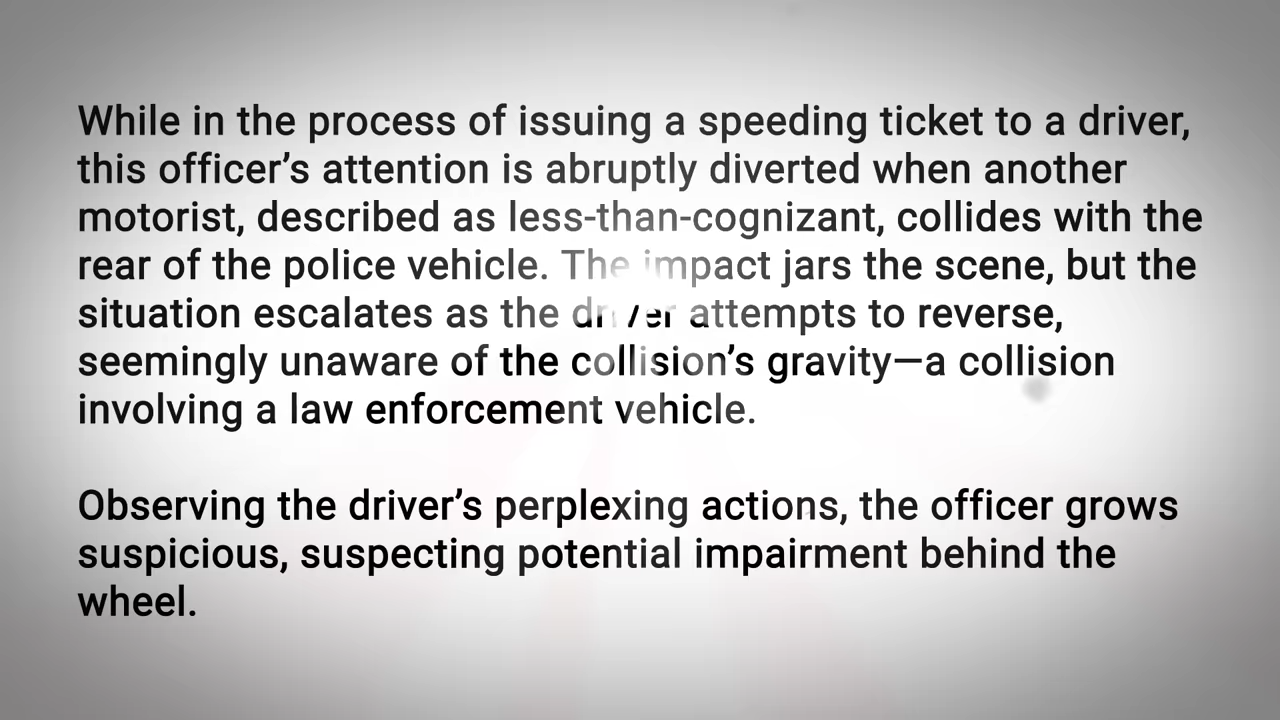 While in the process of issuing a speeding ticket to a driver,
this officer’s attention is abruptly diverted when another
motorist, described as less-than-cognizant, collides with the
rear of the police vehicle. The impact jars the scene, but the
situation escalates as the driver attempts to reverse,
seemingly unaware of the collision’s gravity—a collision
involving a law enforcement vehicle.
Observing the driver’s perplexing actions, the officer grows
suspicious, suspecting potential impairment behind the
wheel.